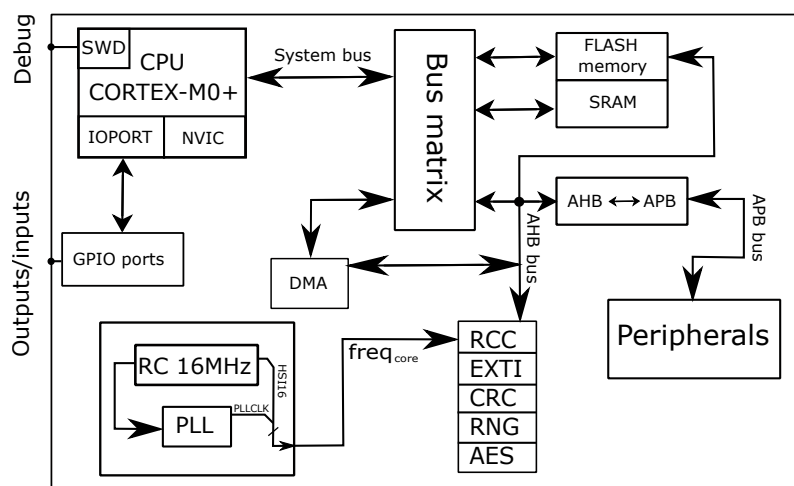 Debug
SWD
CPU
CORTEX-M0+
IOPORT
NVIC
System bus
Bus matrix
FLASH
memory
SRAM
Outputs/inputs
GPIO ports
DMA
AHB bus
AHB
APB
APB bus
Peripherals
RC 16MHz
HSI16
PLLCLK
PLL
freqcore
RCC
EXTI
CRC
RNG
AES